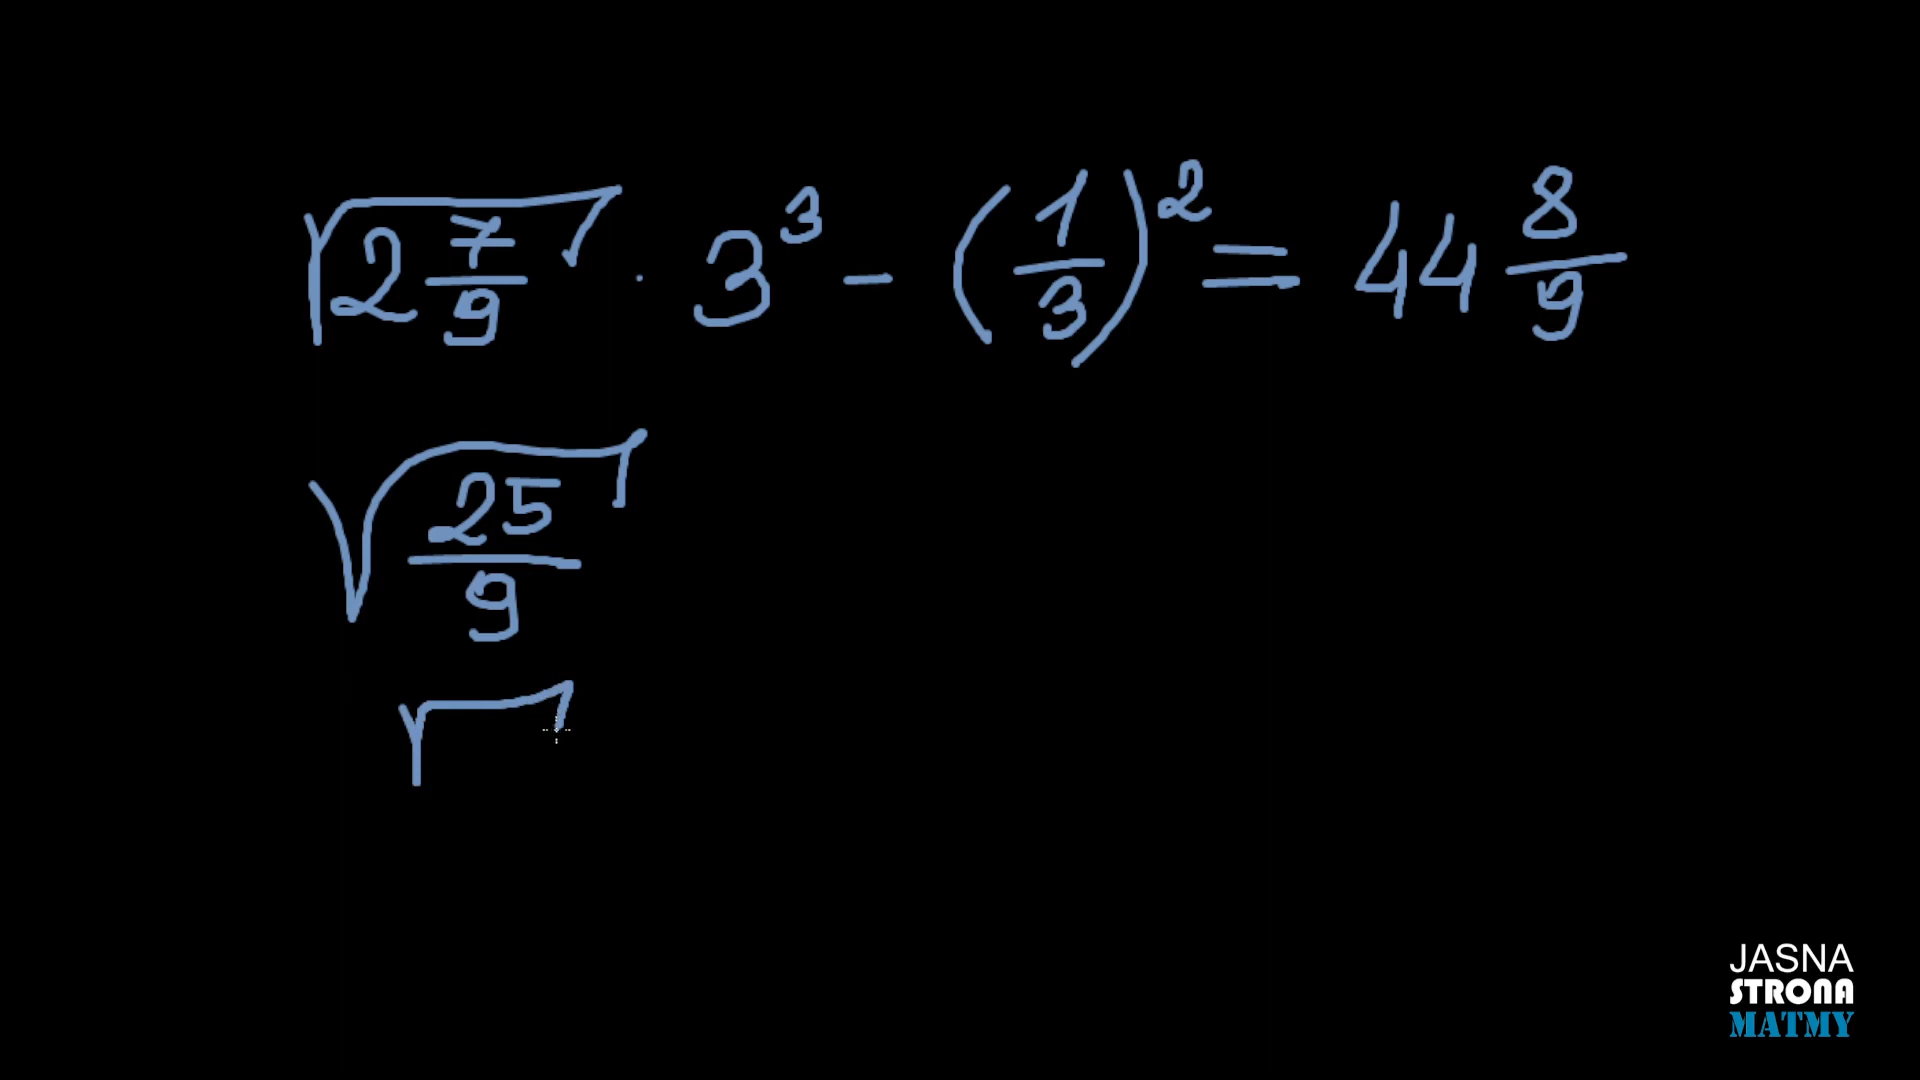 √(2 7/9) · 3³ - (1/3)² = 44 8/9
√(25/9)
√
JASNA
STRONA
MATMY